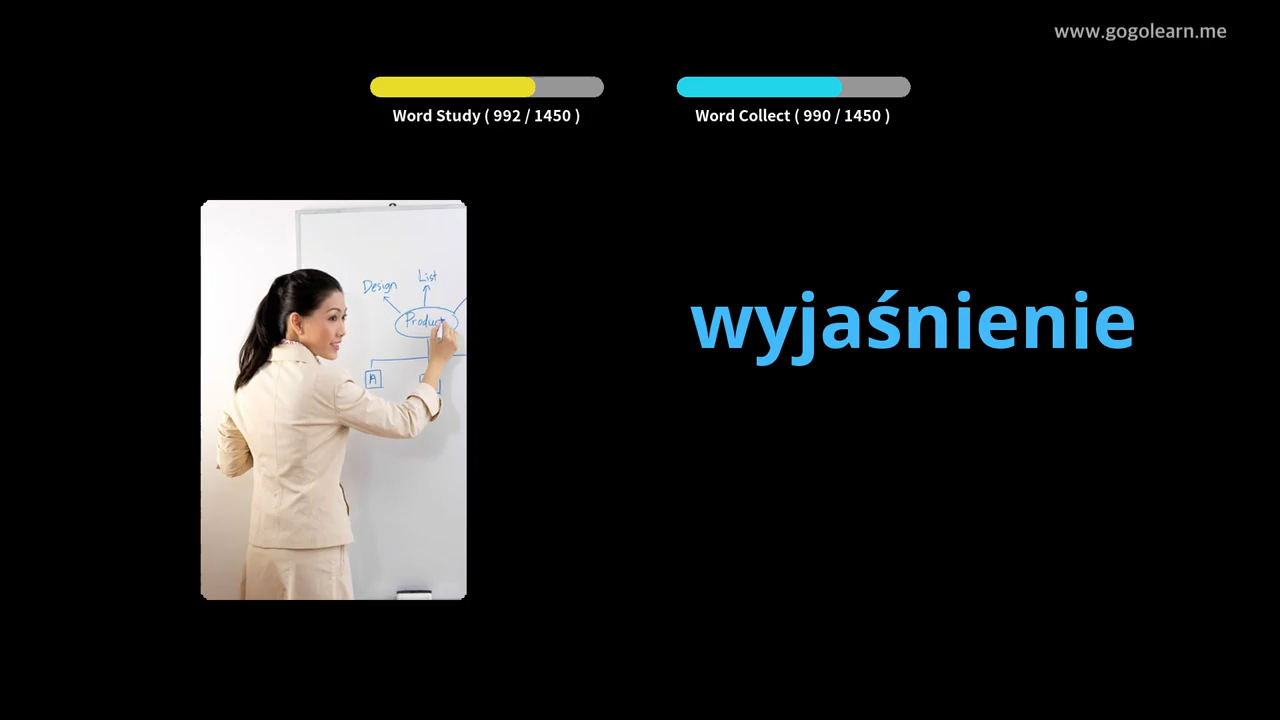 www.gogolearn.me
Word Study ( 992 / 1450 )
Word Collect ( 990 / 1450 )
wyjaśnienie
List
Design
Product
A